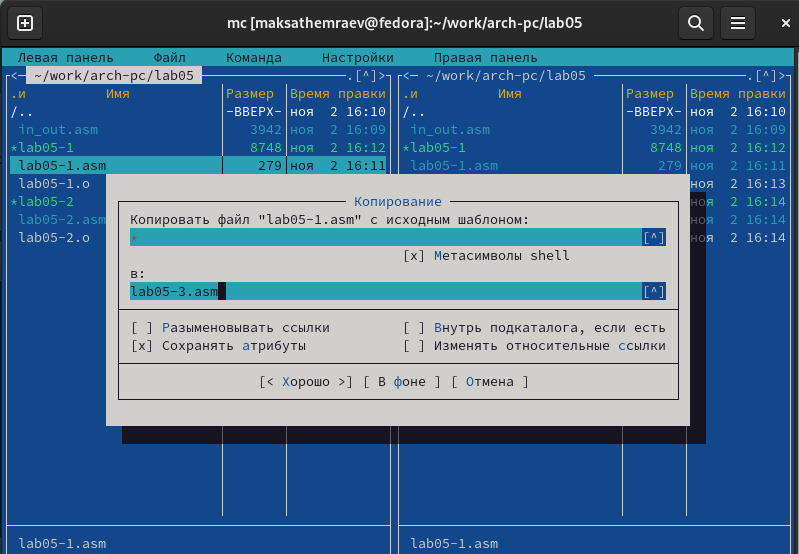 mc [maksathemraev@fedora]:~/work/arch-pc/lab05
Левая панель Файл Команда Настройки Правая панель
<— ~/work/arch-pc/lab05 .[^]> <— ~/work/arch-pc/lab05 .[^]>
.и Имя Размер Время правки .и Имя Размер Время правки
/.. -ВВЕРХ- ноя 2 16:10 /.. -ВВЕРХ- ноя 2 16:10
in_out.asm 3942 ноя 2 16:09 in_out.asm 3942 ноя 2 16:09
*lab05-1 8748 ноя 2 16:12 *lab05-1 8748 ноя 2 16:12
lab05-1.asm 279 ноя 2 16:11 lab05-1.asm 279 ноя 2 16:11
lab05-1.o ноя 2 16:13
*lab05-2 ноя 2 16:14
lab05-2.asm ноя 2 16:14
lab05-2.o ноя 2 16:14
Копирование
Копировать файл "lab05-1.asm" с исходным шаблоном:
* [^]
[x] Метасимволы shell
в:
lab05-3.asm [^]
[ ] Разыменовывать ссылки [ ] Внутрь подкаталога, если есть
[x] Сохранять атрибуты [ ] Изменять относительные ссылки
[< Хорошо >] [ В фоне ] [ Отмена ]
lab05-1.asm lab05-1.asm